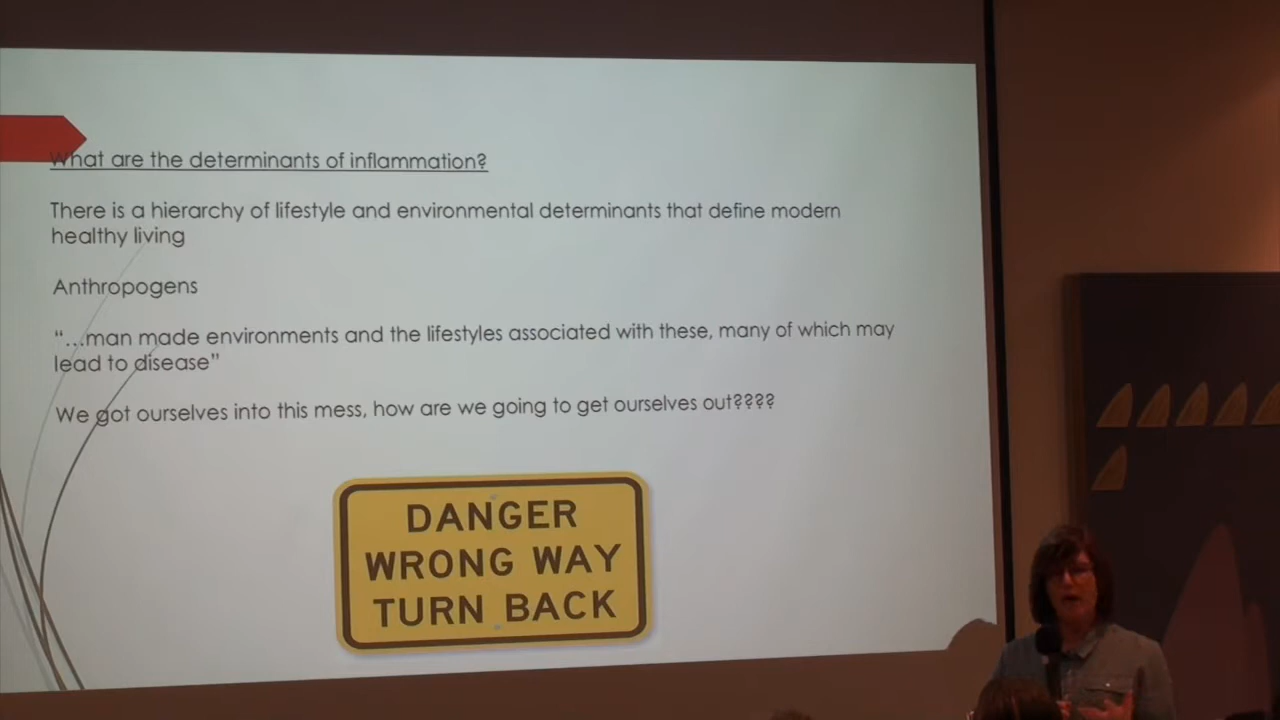 What are the determinants of inflammation?
There is a hierarchy of lifestyle and environmental determinants that define modern
healthy living
Anthropogens
“...man made environments and the lifestyles associated with these, many of which may
lead to disease”
We got ourselves into this mess, how are we going to get ourselves out????
DANGER
WRONG WAY
TURN BACK